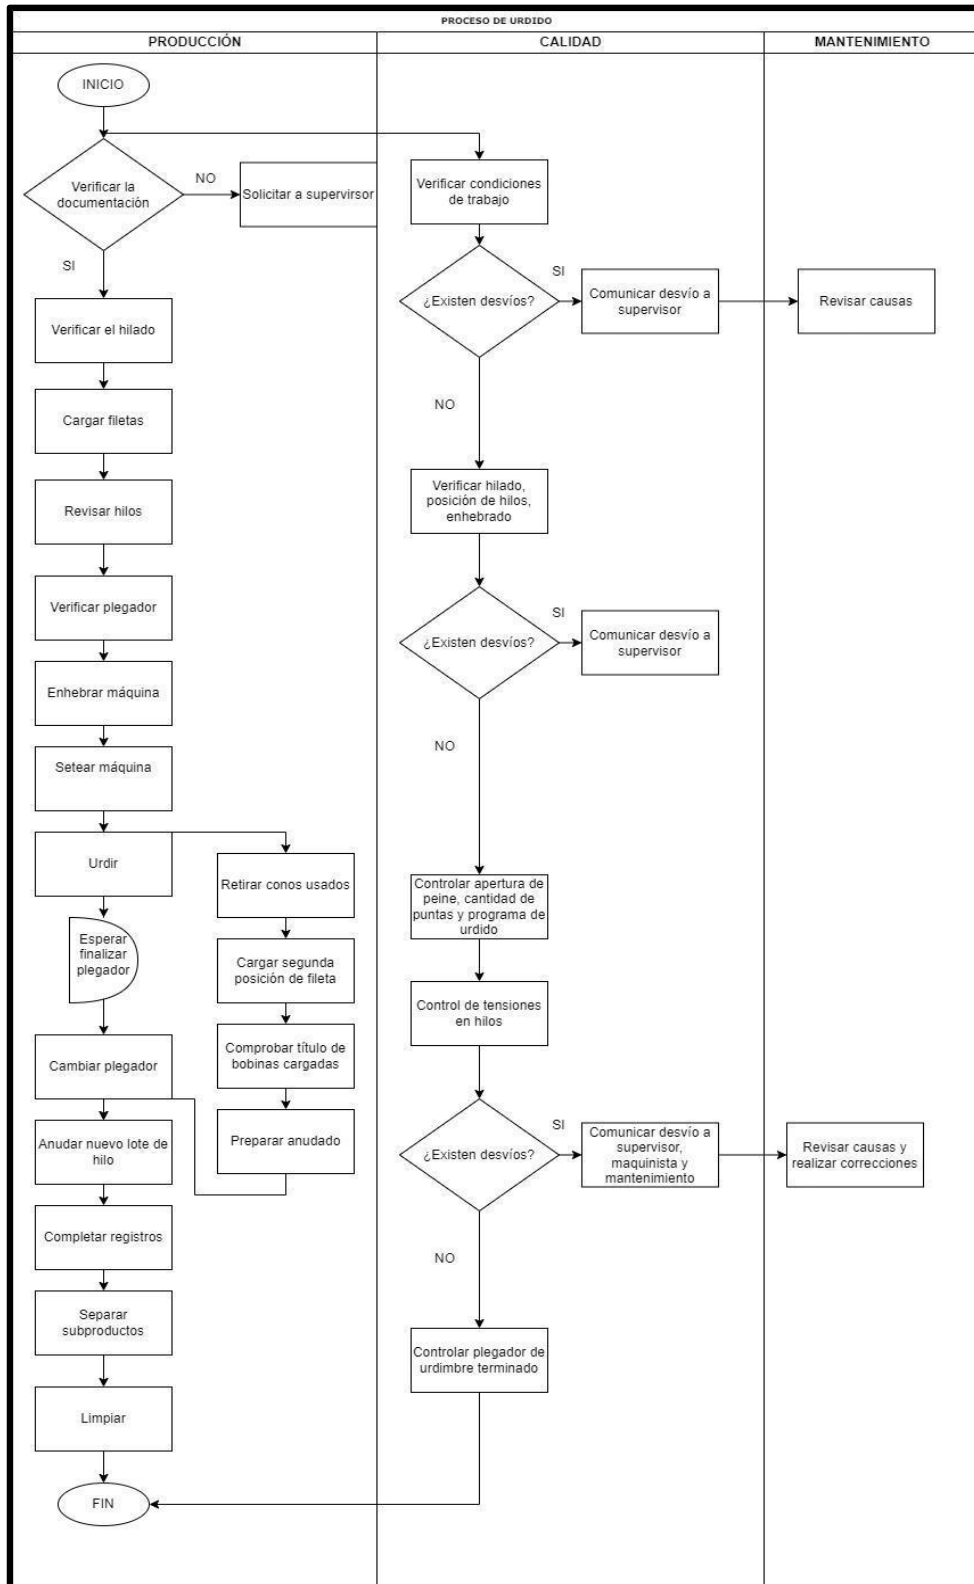 PROCESO DE URDIDO
PRODUCCIÓN
CALIDAD
MANTENIMIENTO
INICIO
Verificar la
documentación
NO
Solicitar a supervirsor
SI
Verificar el hilado
Cargar filetas
Revisar hilos
Verificar plegador
Enhebrar máquina
Setear máquina
Urdir
Esperar
finalizar
plegador
Cambiar plegador
Anudar nuevo lote de
hilo
Completar registros
Separar
subproductos
Limpiar
FIN
Retirar conos usados
Cargar segunda
posición de fileta
Comprobar título de
bobinas cargadas
Preparar anudado
Verificar condiciones
de trabajo
¿Existen desvíos?
SI
Comunicar desvío a
supervisor
Revisar causas
NO
Verificar hilado,
posición de hilos,
enhebrado
¿Existen desvíos?
SI
Comunicar desvío a
supervisor
NO
Controlar apertura de
peine, cantidad de
puntas y programa de
urdido
Control de tensiones
en hilos
¿Existen desvíos?
SI
Comunicar desvío a
supervisor,
maquinista y
mantenimiento
Revisar causas y
realizar correcciones
NO
Controlar plegador de
urdimbre terminado